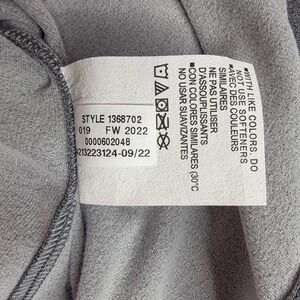 STYLE 1368702
019 FW 2022
0000602048
4213223124-09/22
■WITH LIKE COLORS. DO
NOT USE SOFTENERS
■AVEC DES COULEURS
SIMILAIRES
NE PAS UTILISER
D'ASSOUPLISSANTS
■CON COLORES SIMILARES (30°C
NO USAR SUAVIZANTES